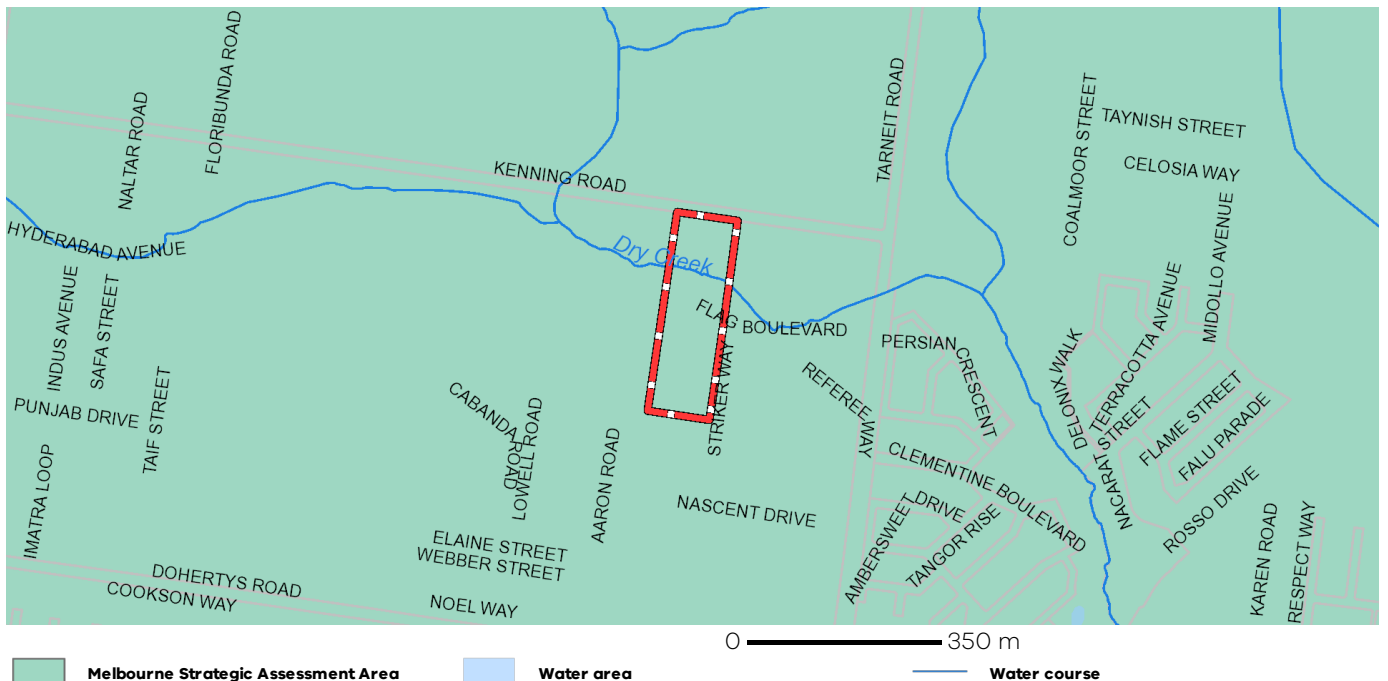 FLORIBUNDA ROAD
NALTAR ROAD
KENNING ROAD
TARNEIT ROAD
COALMOOR STREET
TAYNISH STREET
CELOSIA WAY
MIDOLLO AVENUE
HYDERABAD AVENUE
Dry Creek
INDUS AVENUE
SAFA STREET
FLAG BOULEVARD
PERSIAN CRESCENT
DELONIX WALK
TERRACOTTA AVENUE
PUNJAB DRIVE
TAIF STREET
CABANDA ROAD
LOWELL ROAD
AARON ROAD
STRIKER WAY
REFEREE WAY
NACARAT STREET
FLAME STREET
FALU PARADE
IMATRA LOOP
NASCENT DRIVE
CLEMENTINE BOULEVARD
AMBERSWEET DRIVE
TANGOR RISE
ROSSO DRIVE
KAREN ROAD
RESPECT WAY
ELAINE STREET
WEBBER STREET
DOHERTYS ROAD
COOKSON WAY
NOEL WAY
0 350 m
Melbourne Strategic Assessment Area
Water area
Water course